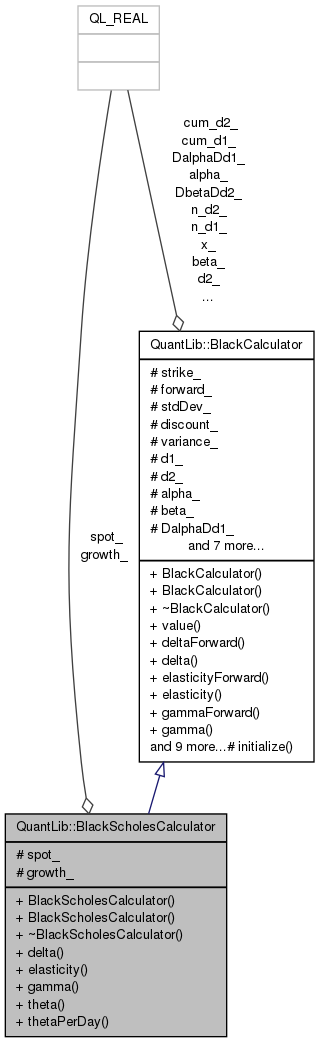 QL_REAL
cum_d2_
cum_d1_
DalphaDd1_
alpha_
DbetaDd2_
n_d2_
n_d1_
x_
beta_
d2_
...
QuantLib::BlackCalculator
# strike_
# forward_
# stdDev_
# discount_
# variance_
# d1_
# d2_
# alpha_
# beta_
# DalphaDd1_
and 7 more...
+ BlackCalculator()
+ BlackCalculator()
+ ~BlackCalculator()
+ value()
+ deltaForward()
+ delta()
+ elasticityForward()
+ elasticity()
+ gammaForward()
+ gamma()
and 9 more...# initialize()
spot_
growth_
QuantLib::BlackScholesCalculator
# spot_
# growth_
+ BlackScholesCalculator()
+ BlackScholesCalculator()
+ ~BlackScholesCalculator()
+ delta()
+ elasticity()
+ gamma()
+ theta()
+ thetaPerDay()